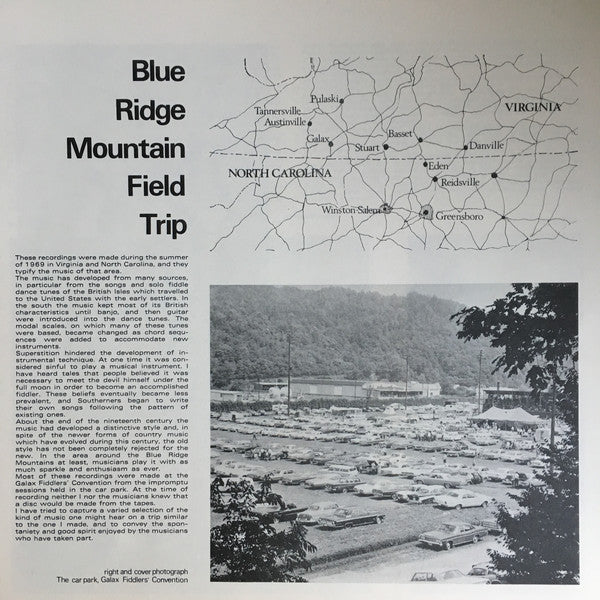 Blue
Ridge
Mountain
Field
Trip
These recordings were made during the summer
of 1969 in Virginia and North Carolina, and they
typify the music of that area.
The music has developed from many sources,
in particular from the songs and solo fiddle
dance tunes of the British Isles which travelled
to the United States with the early settlers. In
the south the music kept most of its British
characteristics until banjo, and then guitar
were introduced into the dance tunes. The
modal scales, on which many of these tunes
were based, became changed as chord sequ-
ences were added to accommodate new
instruments.
Superstition hindered the development of in-
strumental technique. At one time it was con-
sidered sinful to play a musical instrument. I
have heard tales that people believed it was
necessary to meet the devil himself under the
full moon in order to become an accomplished
fiddler. These beliefs eventually became less
prevalent, and Southerners began to write
their own songs following the pattern of
existing ones.
About the end of the nineteenth century the
music had developed a distinctive style and, in
spite of the newer forms of country music
which have evolved during this century, the old
style has not been completely rejected for the
new. In the area around the Blue Ridge
Mountains at least, musicians play it with as
much sparkle and enthusiasm as ever.
Most of these recordings were made at the
Galax Fiddlers' Convention from the impromptu
sessions held in the car park. At the time of
recording neither I nor the musicians knew that
a disc would be made from the tapes.
I have tried to capture a varied selection of the
kind of music one might hear on a trip similar
to the one I made, and to convey the spon-
taniety and good spirit enjoyed by the musicians
who have taken part.
right and cover photograph
The car park, Galax Fiddlers' Convention
Pulaski
Tannersville
Austinville
VIRGINIA
Galax
Basset
Stuart
Danville
Eden
NORTH CAROLINA
Reidsville
Winston Salem
Greensboro